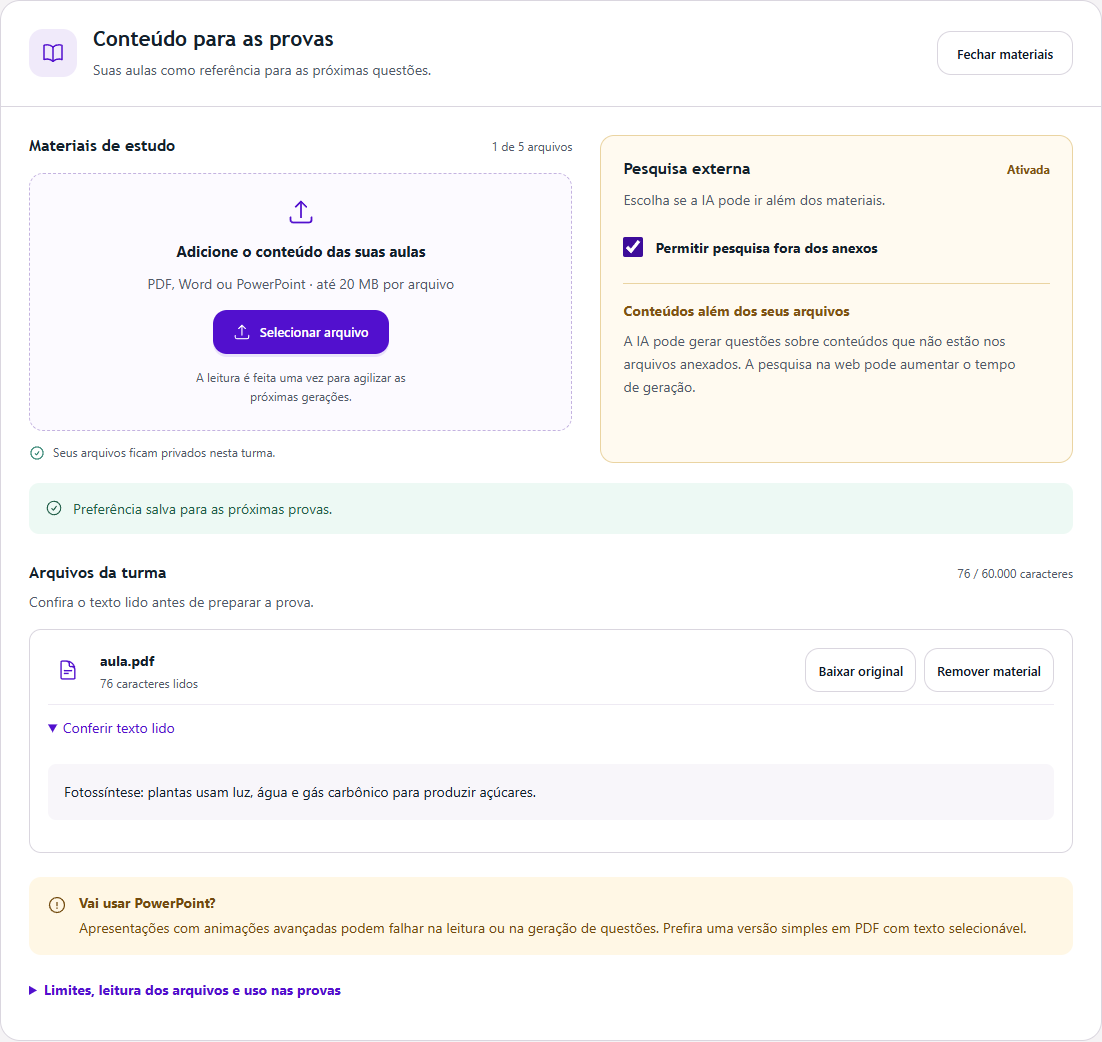 Conteúdo para as provas
Suas aulas como referência para as próximas questões.
Fechar materiais
Materiais de estudo
1 de 5 arquivos
Adicione o conteúdo das suas aulas
PDF, Word ou PowerPoint · até 20 MB por arquivo
Selecionar arquivo
A leitura é feita uma vez para agilizar as
próximas gerações.
Seus arquivos ficam privados nesta turma.
Pesquisa externa
Ativada
Escolha se a IA pode ir além dos materiais.
Permitir pesquisa fora dos anexos
Conteúdos além dos seus arquivos
A IA pode gerar questões sobre conteúdos que não estão nos
arquivos anexados. A pesquisa na web pode aumentar o tempo
de geração.
Preferência salva para as próximas provas.
Arquivos da turma
76 / 60.000 caracteres
Confira o texto lido antes de preparar a prova.
aula.pdf
76 caracteres lidos
Baixar original
Remover material
Conferir texto lido
Fotossíntese: plantas usam luz, água e gás carbônico para produzir açúcares.
Vai usar PowerPoint?
Apresentações com animações avançadas podem falhar na leitura ou na geração de questões. Prefira uma versão simples em PDF com texto selecionável.
Limites, leitura dos arquivos e uso nas provas